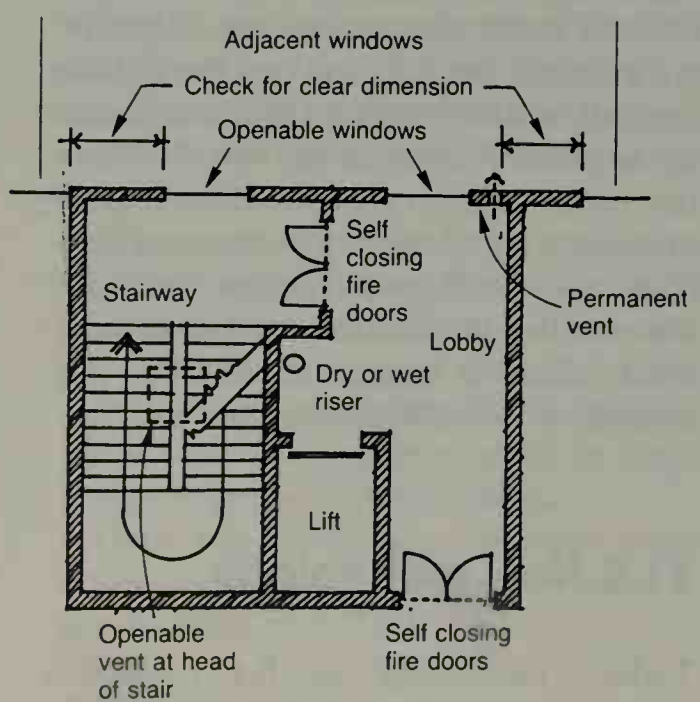 Adjacent windows
Check for clear dimension
Openable windows
Self
closing
fire
doors
Stairway
Permanent
vent
Lobby
Dry or wet
riser
Lift
Openable
vent at head
of stair
Self closing
fire doors